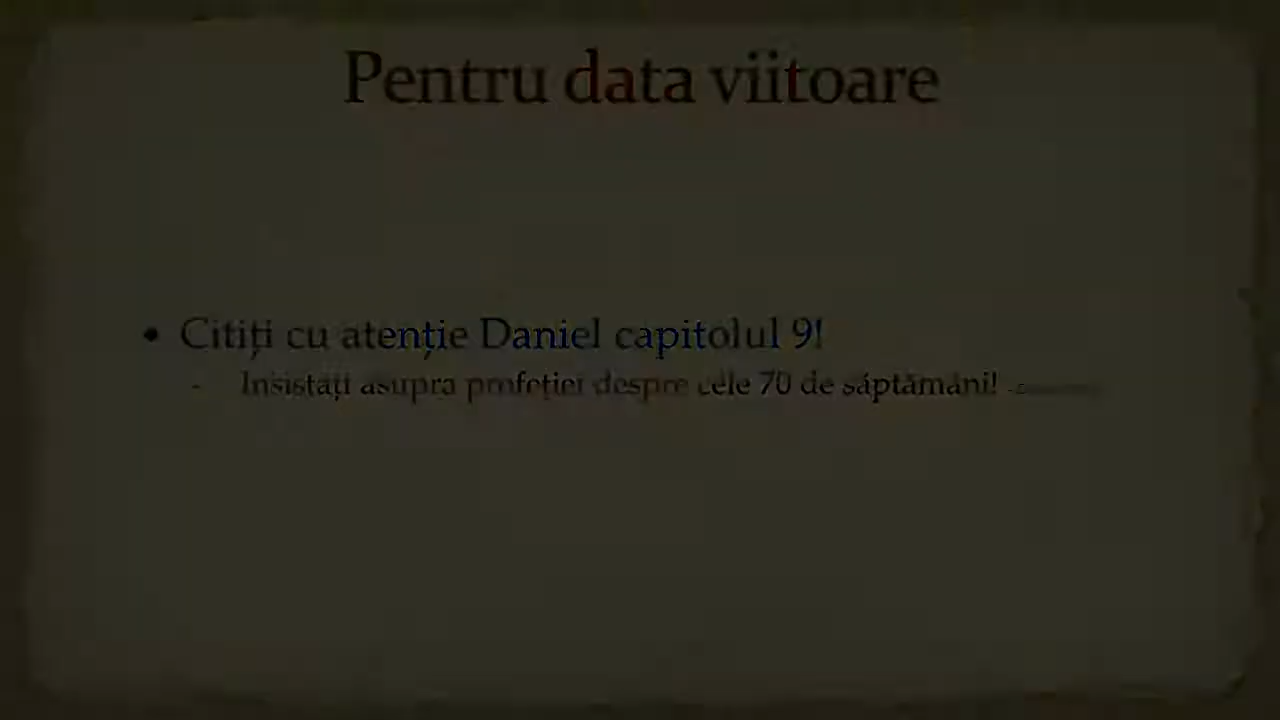 Pentru data viitoare
• Citiți cu atenție Daniel capitolul 9!
- Insistați asupra profeției despre cele 70 de săptămâni!